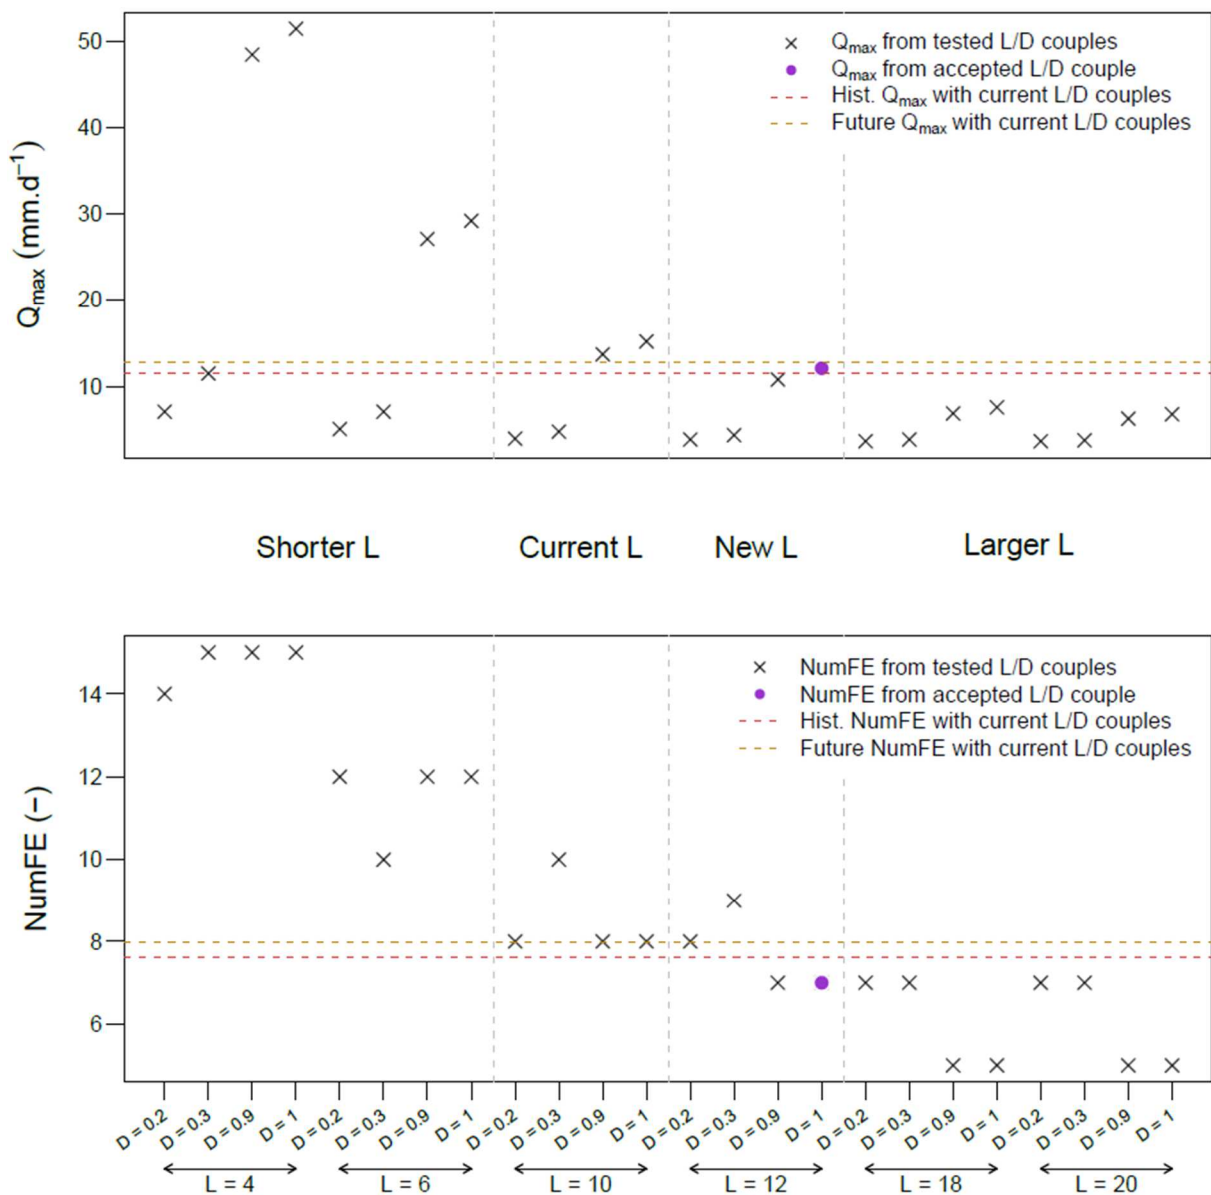 50
40
30
20
10
Qmax (mm.d−1)
Qmax from tested L/D couples
Qmax from accepted L/D couple
Hist. Qmax with current L/D couples
Future Qmax with current L/D couples
Shorter L
Current L
New L
Larger L
14
12
10
8
6
NumFE (−)
NumFE from tested L/D couples
NumFE from accepted L/D couple
Hist. NumFE with current L/D couples
Future NumFE with current L/D couples
D = 0.2 D = 0.3 D = 0.9 D = 1 D = 0.2 D = 0.3 D = 0.9 D = 1 D = 0.2 D = 0.3 D = 0.9 D = 1 D = 0.2 D = 0.3 D = 0.9 D = 1 D = 0.2 D = 0.3 D = 0.9 D = 1 D = 0.2 D = 0.3 D = 0.9 D = 1
L = 4 L = 6 L = 10 L = 12 L = 18 L = 20